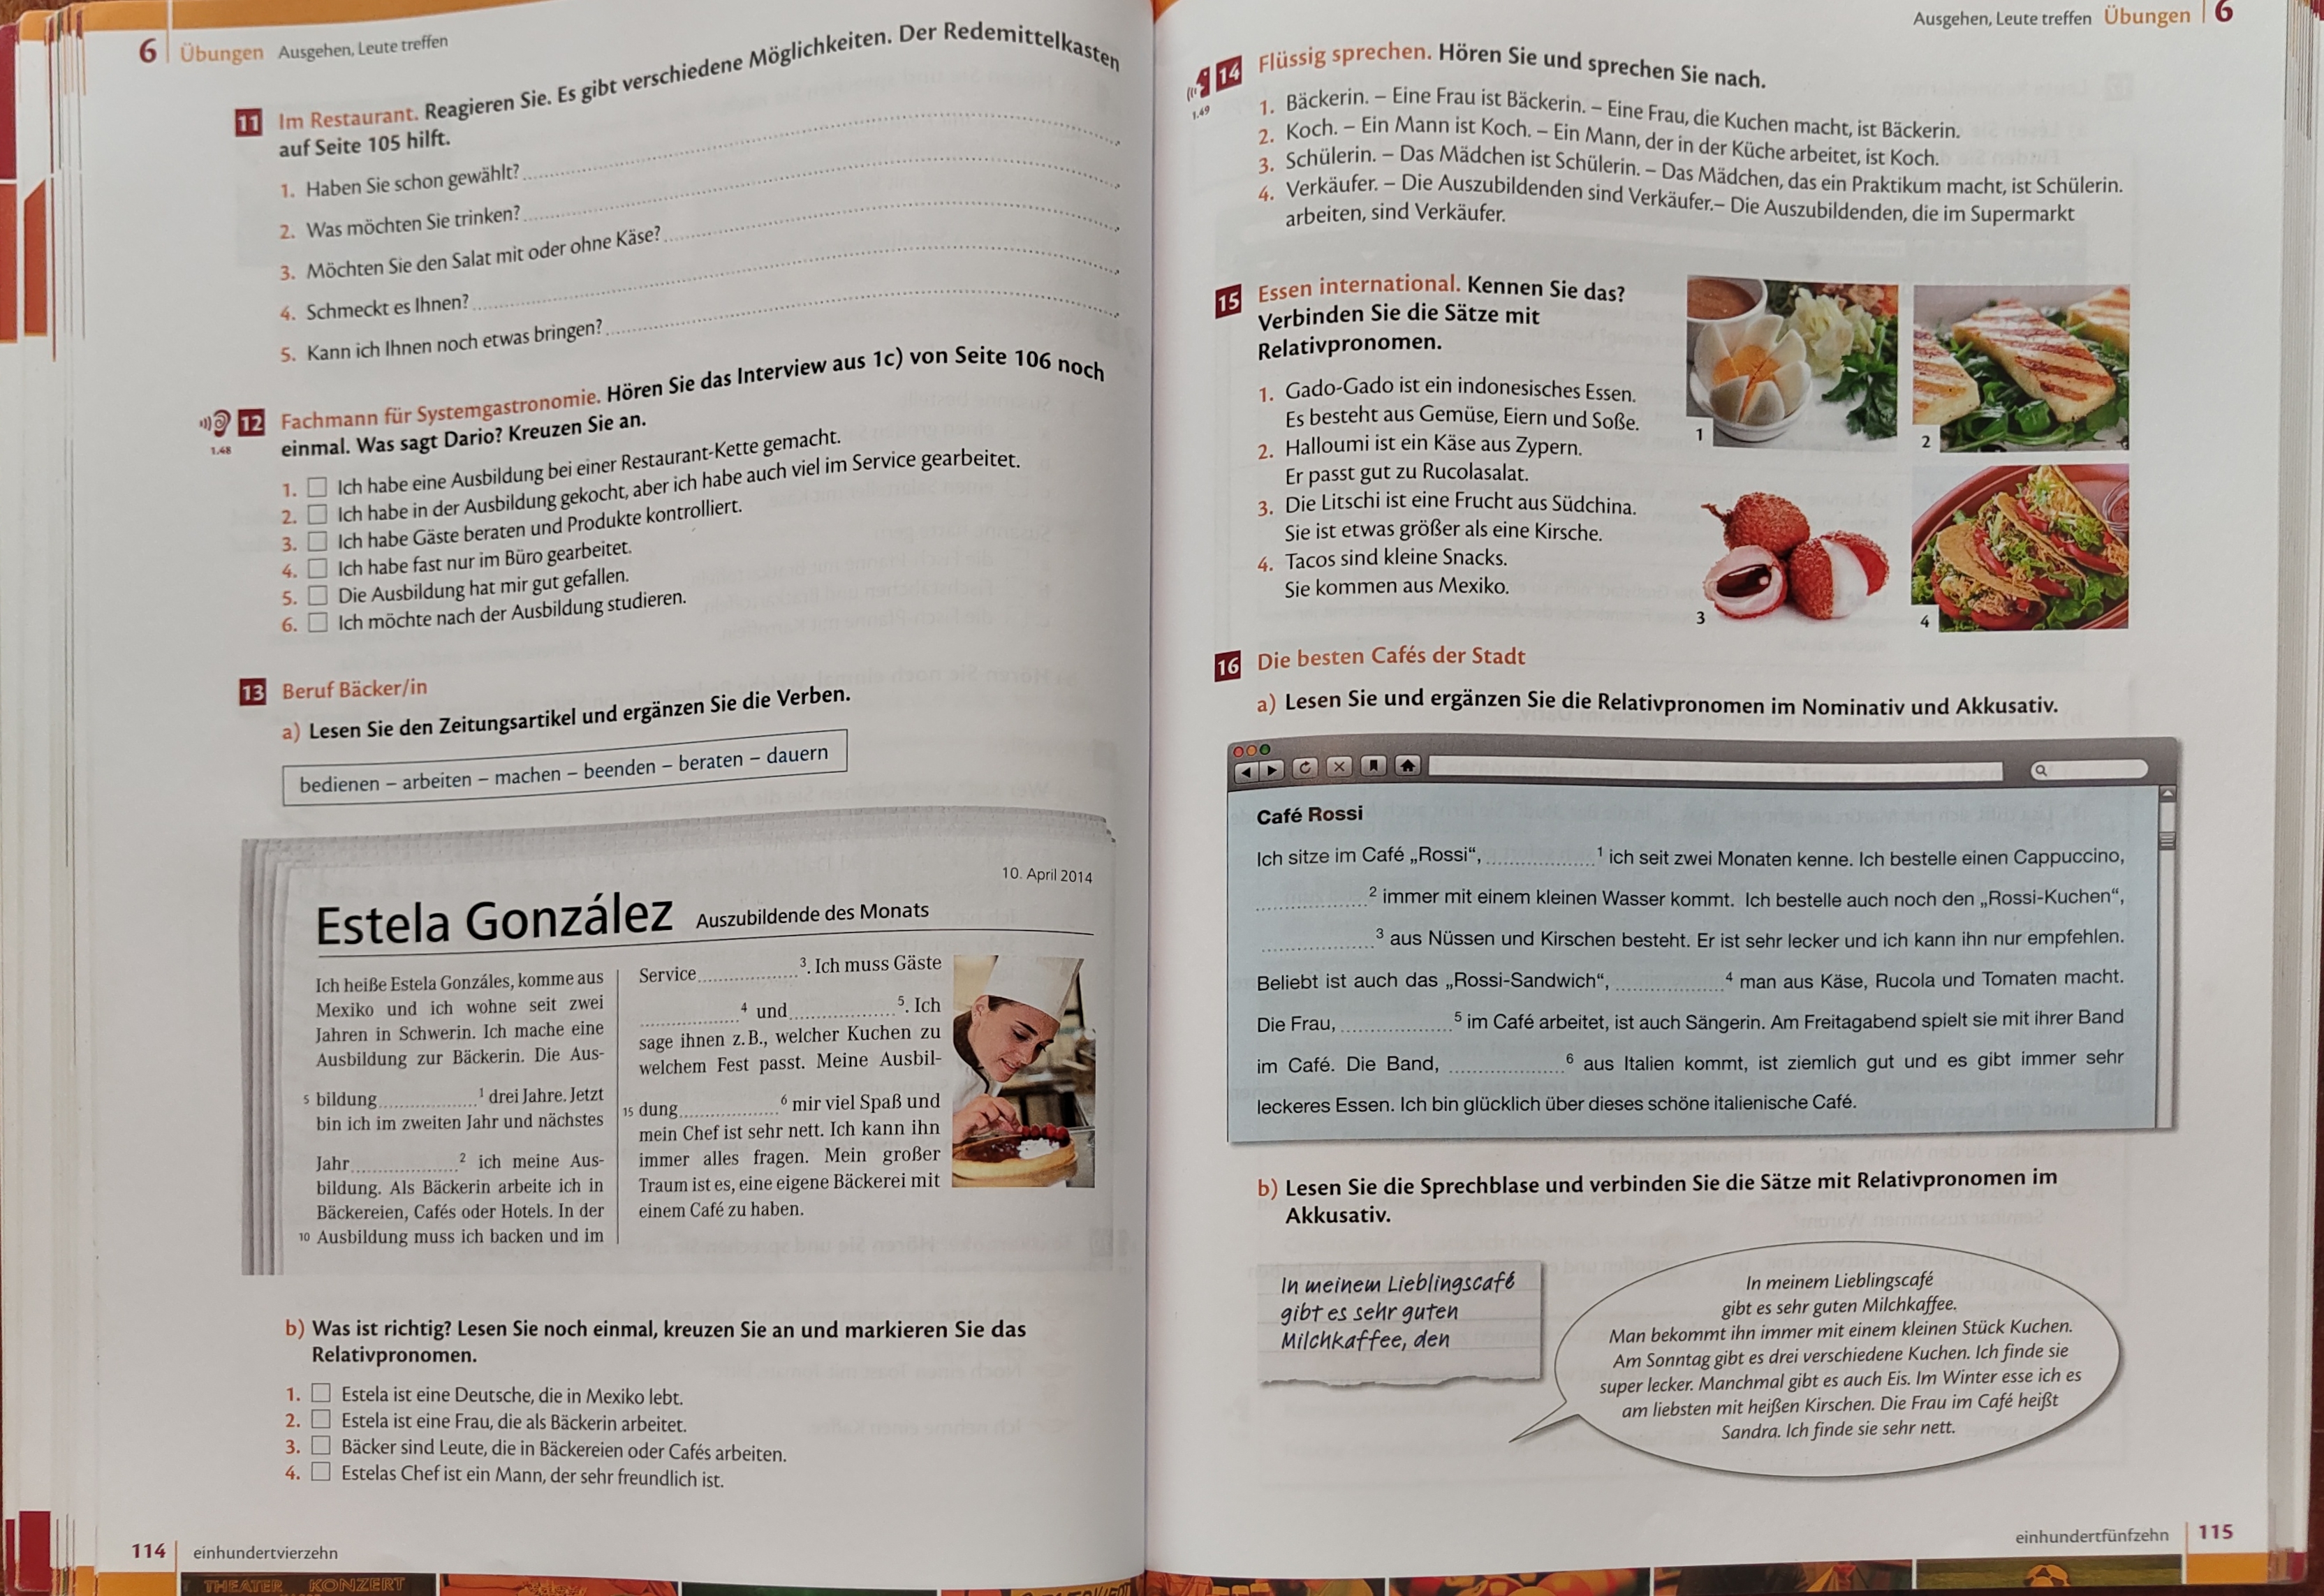 6 Übungen Ausgehen, Leute treffen
11 Im Restaurant. Reagieren Sie. Es gibt verschiedene Möglichkeiten. Der Redemittelkasten
auf Seite 105 hilft.
1. Haben Sie schon gewählt?
2. Was möchten Sie trinken?
3. Möchten Sie den Salat mit oder ohne Käse?
4. Schmeckt es Ihnen?
5. Kann ich Ihnen noch etwas bringen?
12 Fachmann für Systemgastronomie. Hören Sie das Interview aus 1c) von Seite 106 noch
1.48
einmal. Was sagt Dario? Kreuzen Sie an.
1. Ich habe eine Ausbildung bei einer Restaurant-Kette gemacht.
2. Ich habe in der Ausbildung gekocht, aber ich habe auch viel im Service gearbeitet.
3. Ich habe Gäste beraten und Produkte kontrolliert.
4. Ich habe fast nur im Büro gearbeitet.
5. Die Ausbildung hat mir gut gefallen.
6. Ich möchte nach der Ausbildung studieren.
13 Beruf Bäcker/in
a) Lesen Sie den Zeitungsartikel und ergänzen Sie die Verben.
bedienen – arbeiten – machen – beenden – beraten – dauern
10. April 2014
Estela González Auszubildende des Monats
Ich heiße Estela Gonzáles, komme aus
Mexiko und ich wohne seit zwei
Jahren in Schwerin. Ich mache eine
Ausbildung zur Bäckerin. Die Aus-
5 bildung 1 drei Jahre. Jetzt
bin ich im zweiten Jahr und nächstes
Jahr 2 ich meine Aus-
bildung. Als Bäckerin arbeite ich in
Bäckereien, Cafés oder Hotels. In der
10 Ausbildung muss ich backen und im
Service 3. Ich muss Gäste
4 und 5. Ich
sage ihnen z. B., welcher Kuchen zu
welchem Fest passt. Meine Ausbil-
15 dung 6 mir viel Spaß und
mein Chef ist sehr nett. Ich kann ihn
immer alles fragen. Mein großer
Traum ist es, eine eigene Bäckerei mit
einem Café zu haben.
b) Was ist richtig? Lesen Sie noch einmal, kreuzen Sie an und markieren Sie das
Relativpronomen.
1. Estela ist eine Deutsche, die in Mexiko lebt.
2. Estela ist eine Frau, die als Bäckerin arbeitet.
3. Bäcker sind Leute, die in Bäckereien oder Cafés arbeiten.
4. Estelas Chef ist ein Mann, der sehr freundlich ist.
114 einhundertvierzehn
THEATER KONZERT
Ausgehen, Leute treffen Übungen 6
14 Flüssig sprechen. Hören Sie und sprechen Sie nach.
1.49
1. Bäckerin. – Eine Frau ist Bäckerin. – Eine Frau, die Kuchen macht, ist Bäckerin.
2. Koch. – Ein Mann ist Koch. – Ein Mann, der in der Küche arbeitet, ist Koch.
3. Schülerin. – Das Mädchen ist Schülerin. – Das Mädchen, das ein Praktikum macht, ist Schülerin.
4. Verkäufer. – Die Auszubildenden sind Verkäufer.– Die Auszubildenden, die im Supermarkt
arbeiten, sind Verkäufer.
15 Essen international. Kennen Sie das?
Verbinden Sie die Sätze mit
Relativpronomen.
1. Gado-Gado ist ein indonesisches Essen.
Es besteht aus Gemüse, Eiern und Soße.
2. Halloumi ist ein Käse aus Zypern.
Er passt gut zu Rucolasalat.
3. Die Litschi ist eine Frucht aus Südchina.
Sie ist etwas größer als eine Kirsche.
4. Tacos sind kleine Snacks.
Sie kommen aus Mexiko.
1
2
3
4
16 Die besten Cafés der Stadt
a) Lesen Sie und ergänzen Sie die Relativpronomen im Nominativ und Akkusativ.
Café Rossi
Ich sitze im Café „Rossi“, 1 ich seit zwei Monaten kenne. Ich bestelle einen Cappuccino,
2 immer mit einem kleinen Wasser kommt. Ich bestelle auch noch den „Rossi-Kuchen“,
3 aus Nüssen und Kirschen besteht. Er ist sehr lecker und ich kann ihn nur empfehlen.
Beliebt ist auch das „Rossi-Sandwich“, 4 man aus Käse, Rucola und Tomaten macht.
Die Frau, 5 im Café arbeitet, ist auch Sängerin. Am Freitagabend spielt sie mit ihrer Band
im Café. Die Band, 6 aus Italien kommt, ist ziemlich gut und es gibt immer sehr
leckeres Essen. Ich bin glücklich über dieses schöne italienische Café.
b) Lesen Sie die Sprechblase und verbinden Sie die Sätze mit Relativpronomen im
Akkusativ.
In meinem Lieblingscafé
gibt es sehr guten
Milchkaffee, den
In meinem Lieblingscafé
gibt es sehr guten Milchkaffee.
Man bekommt ihn immer mit einem kleinen Stück Kuchen.
Am Sonntag gibt es drei verschiedene Kuchen. Ich finde sie
super lecker. Manchmal gibt es auch Eis. Im Winter esse ich es
am liebsten mit heißen Kirschen. Die Frau im Café heißt
Sandra. Ich finde sie sehr nett.
einhundertfünfzehn 115